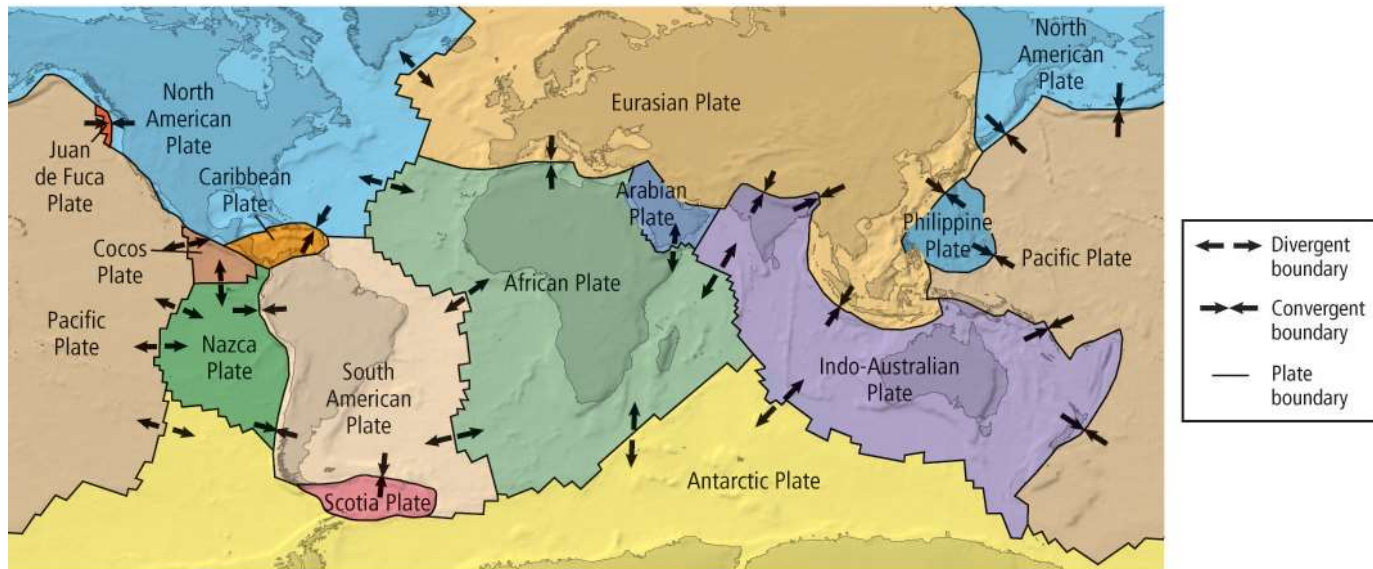 North
American
Plate
North
American
Plate
Eurasian Plate
Juan
de Fuca
Plate
Caribbean
Plate
Arabian
Plate
Philippine
Plate
Cocos
Plate
Pacific Plate
African Plate
Pacific
Plate
Nazca
Plate
South
American
Plate
Indo-Australian
Plate
Antarctic Plate
Scotia Plate
Divergent
boundary
Convergent
boundary
Plate
boundary